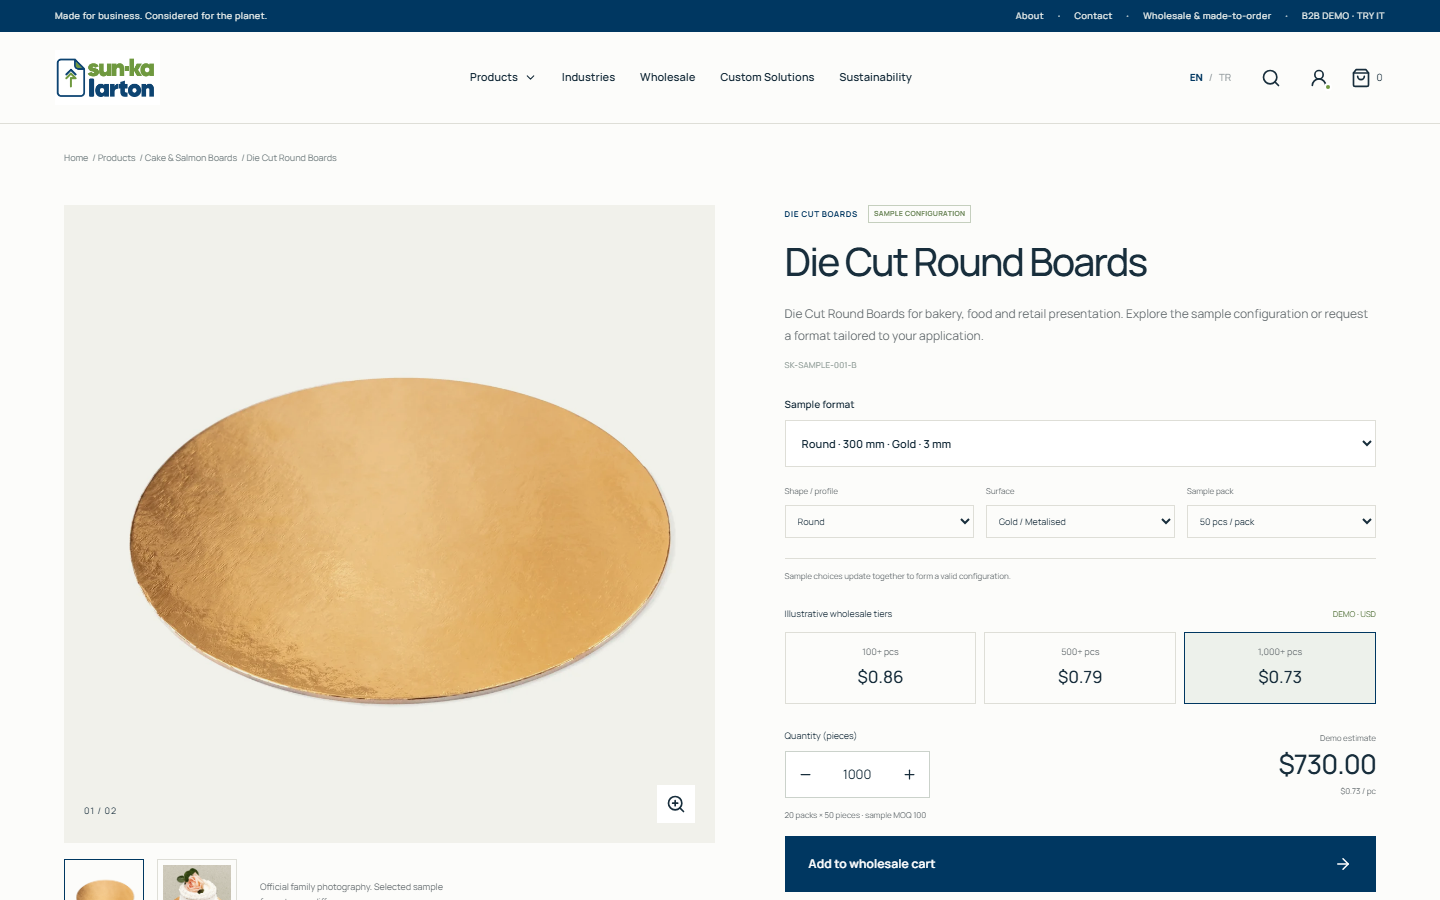 Made for business. Considered for the planet.
About · Contact · Wholesale & made-to-order · B2B DEMO · TRY IT
sun·ka
larton
Products Industries Wholesale Custom Solutions Sustainability
EN / TR
0
Home / Products / Cake & Salmon Boards / Die Cut Round Boards
DIE CUT BOARDS
SAMPLE CONFIGURATION
Die Cut Round Boards
Die Cut Round Boards for bakery, food and retail presentation. Explore the sample configuration or request
a format tailored to your application.
SK-SAMPLE-001-B
Sample format
Round · 300 mm · Gold · 3 mm
Shape / profile Surface Sample pack
Round Gold / Metalised 50 pcs / pack
Sample choices update together to form a valid configuration.
Illustrative wholesale tiers DEMO · USD
100+ pcs 500+ pcs 1,000+ pcs
$0.86 $0.79 $0.73
Quantity (pieces) Demo estimate
− 1000 + $730.00
$0.73 / pc
20 packs × 50 pieces · sample MOQ 100
Add to wholesale cart
01 / 02
Official family photography. Selected sample